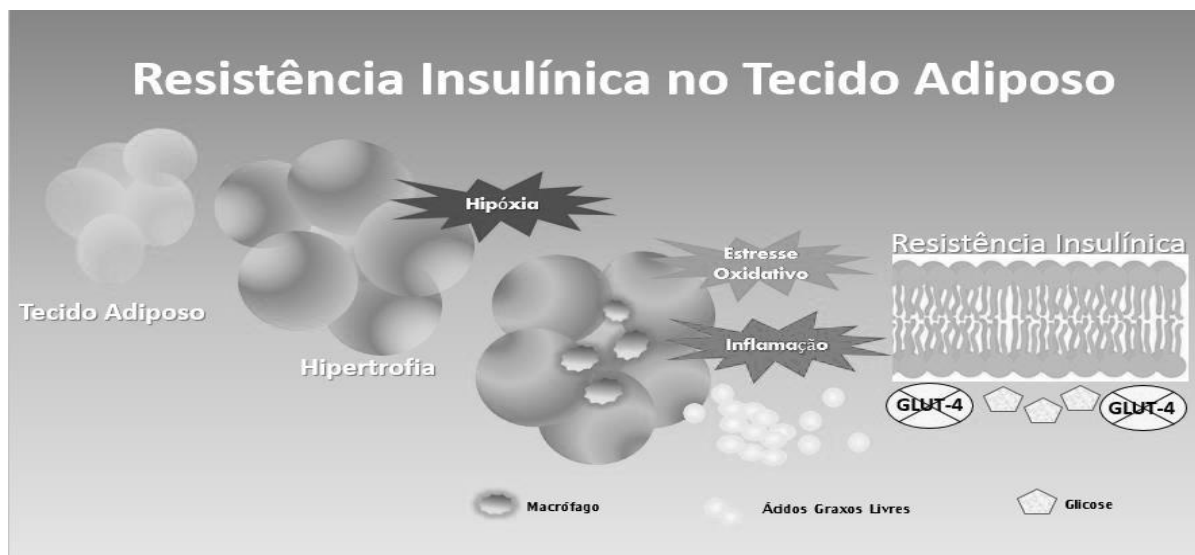 Resistência Insulínica no Tecido Adiposo
Hipóxia
Estresse
Oxidativo
Resistência Insulínica
Tecido Adiposo
Inflamação
Hipertrofia
GLUT-4
GLUT-4
Macrófago
Ácidos Graxos Livres
Glicose